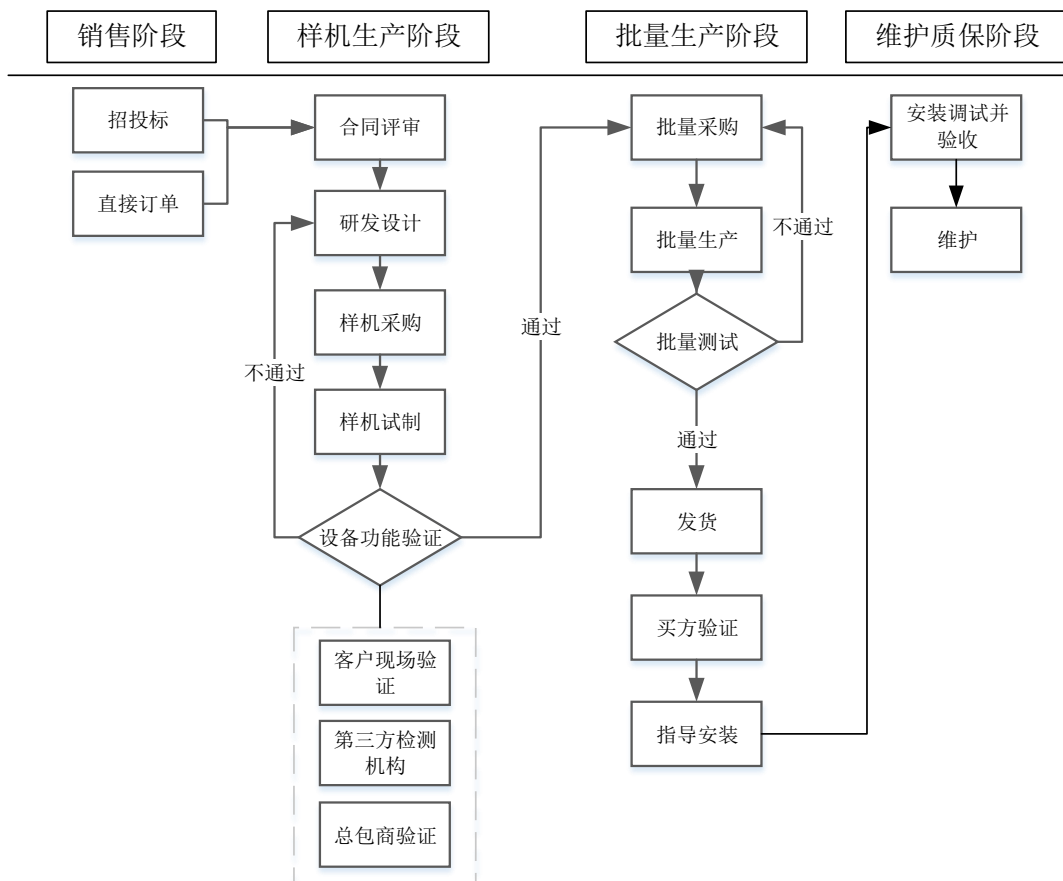 销售阶段
样机生产阶段
批量生产阶段
维护质保阶段
招投标
直接订单
合同评审
研发设计
样机采购
样机试制
不通过
设备功能验证
客户现场验
证
第三方检测
机构
总包商验证
通过
批量采购
批量生产
不通过
批量测试
通过
发货
买方验证
指导安装
安装调试并
验收
维护